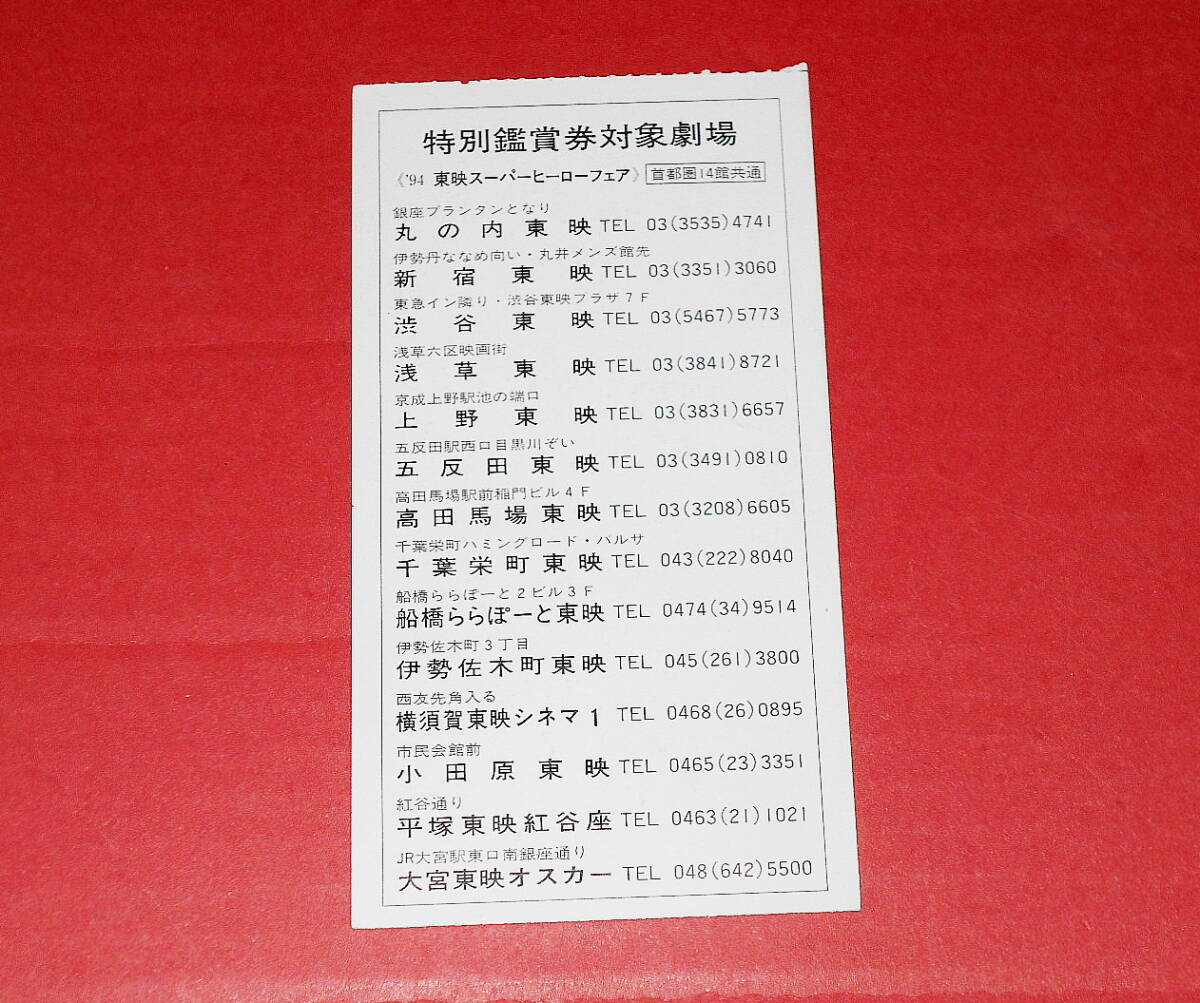 特別鑑賞券対象劇場
《'94 東映スーパーヒーローフェア》 首都圏14館共通
銀座プランタンとなり
丸の内東映 TEL 03(3535)4741
伊勢丹ななめ向い・丸井メンズ館先
新宿東映 TEL 03(3351)3060
東急イン隣り・渋谷東映プラザ7F
渋谷東映 TEL 03(5467)5773
浅草六区映画街
浅草東映 TEL 03(3841)8721
京成上野駅池の端口
上野東映 TEL 03(3831)6657
五反田駅西口目黒川ぞい
五反田東映 TEL 03(3491)0810
高田馬場駅前稲門ビル4F
高田馬場東映 TEL 03(3208)6605
千葉栄町ハミングロード・パルサ
千葉栄町東映 TEL 043(222)8040
船橋ららぽーと2ビル3F
船橋ららぽーと東映 TEL 0474(34)9514
伊勢佐木町3丁目
伊勢佐木町東映 TEL 045(261)3800
西友先角入る
横須賀東映シネマ1 TEL 0468(26)0895
市民会館前
小田原東映 TEL 0465(23)3351
紅谷通り
平塚東映紅谷座 TEL 0463(21)1021
JR大宮駅東口南銀座通り
大宮東映オスカー TEL 048(642)5500